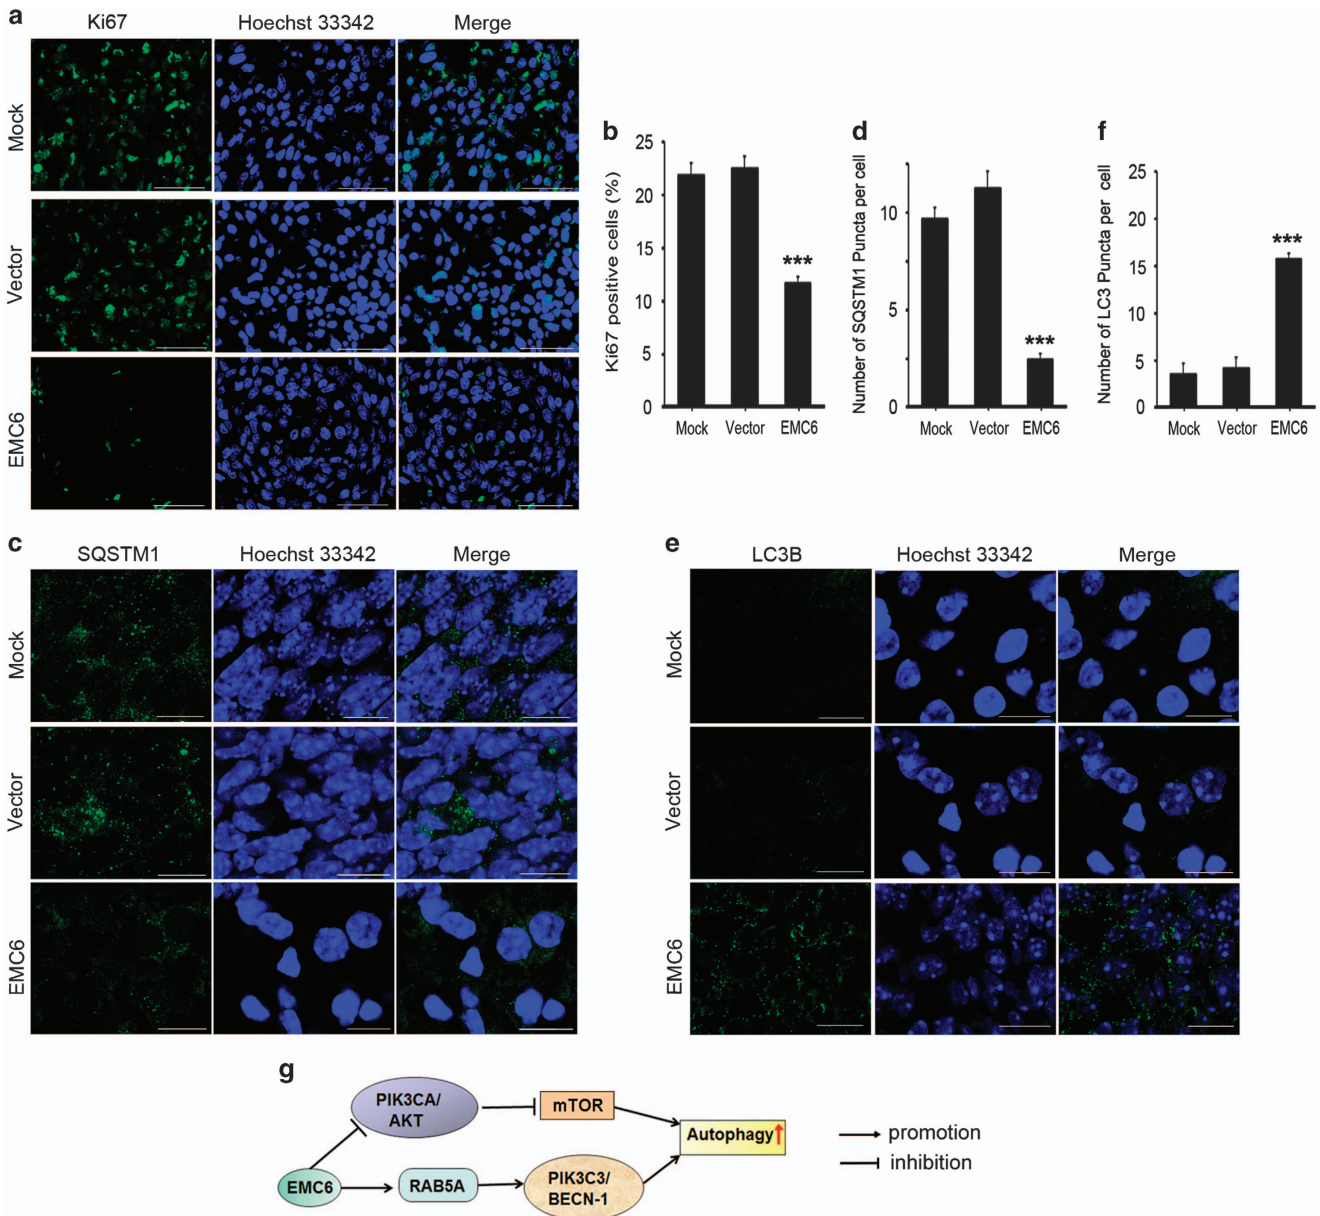 a
Ki67 Hoechst 33342 Merge
Mock
Vector
EMC6
b
Ki67 positive cells (%)
25
20
15
10
5
0
***
Mock Vector EMC6
d
Number of SQSTM1 Puncta per cell
10
5
0
***
Mock Vector EMC6
f
Number of LC3 Puncta per cell
25
20
15
10
5
0
***
Mock Vector EMC6
c
SQSTM1 Hoechst 33342 Merge
Mock
Vector
EMC6
e
LC3B Hoechst 33342 Merge
Mock
Vector
EMC6
g
PIK3CA/
AKT
mTOR
Autophagy
EMC6
RAB5A
PIK3C3/
BECN-1
promotion
inhibition